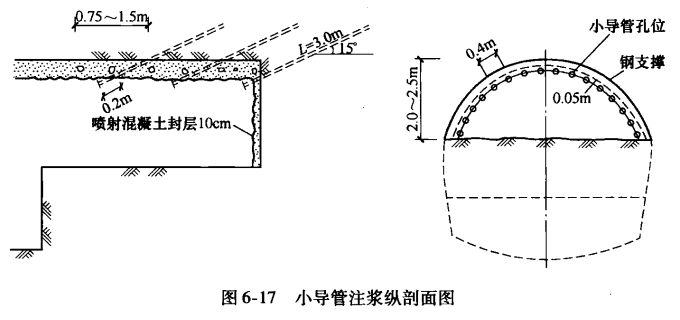 0.75~1.5m
L=3.0m
15°
0.2m
喷射混凝土封层10cm
小导管孔位
0.4m
钢支撑
0.05m
2.0~2.5m
图6-17 小导管注浆纵剖面图